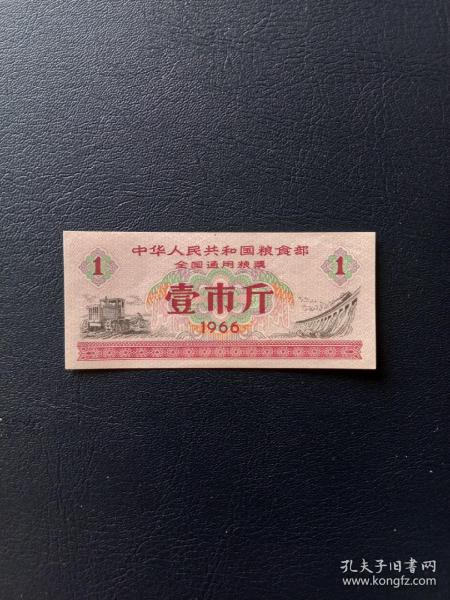 中华人民共和国粮食部
全国通用粮票
1
1
壹市斤
1966
孔夫子旧书网
www.kongfz.com